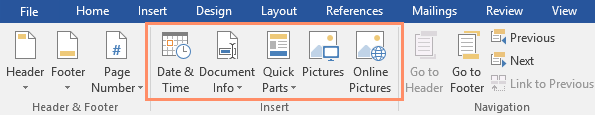 File Home Insert Design Layout References Mailings Review View
Header Footer Page Number
Date & Time Document Info Quick Parts Pictures Online Pictures
Go to Header Go to Footer
Previous
Next
Link to Previous
Header & Footer Insert Navigation